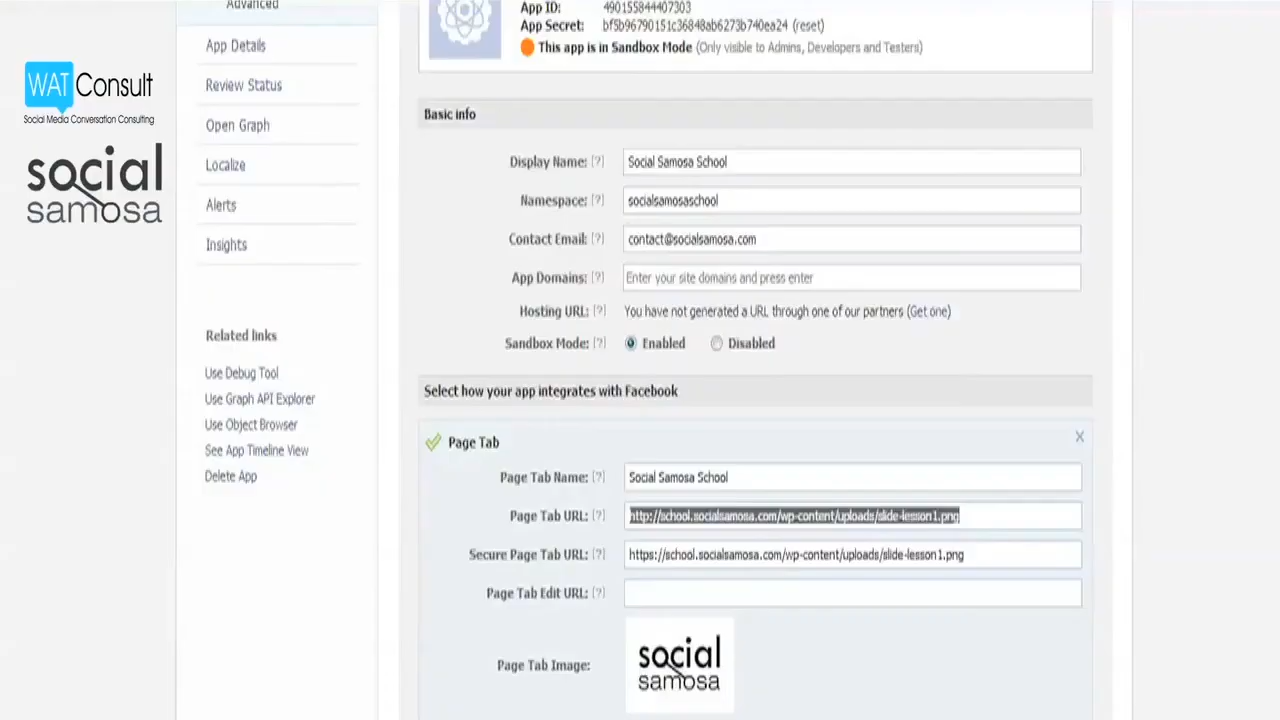 Advanced
App Details
Review Status
Open Graph
Localize
Alerts
Insights
Related links
Use Debug Tool
Use Graph API Explorer
Use Object Browser
See App Timeline View
Delete App
WATConsult
Social Media Conversation Consulting
social
samosa
App ID: 490155844407303
App Secret: bf5b96790151c36848ab6273b740ea24 (reset)
This app is in Sandbox Mode (Only visible to Admins, Developers and Testers)
Basic info
Display Name: [?] Social Samosa School
Namespace: [?] socialsamosaschool
Contact Email: [?] contact@socialsamosa.com
App Domains: [?] Enter your site domains and press enter
Hosting URL: [?] You have not generated a URL through one of our partners (Get one)
Sandbox Mode: [?] Enabled Disabled
Select how your app integrates with Facebook
Page Tab
Page Tab Name: [?] Social Samosa School
Page Tab URL: [?] http://school.socialsamosa.com/wp-content/uploads/slide-lesson1.png
Secure Page Tab URL: [?] https://school.socialsamosa.com/wp-content/uploads/slide-lesson1.png
Page Tab Edit URL: [?]
Page Tab Image:
social
samosa